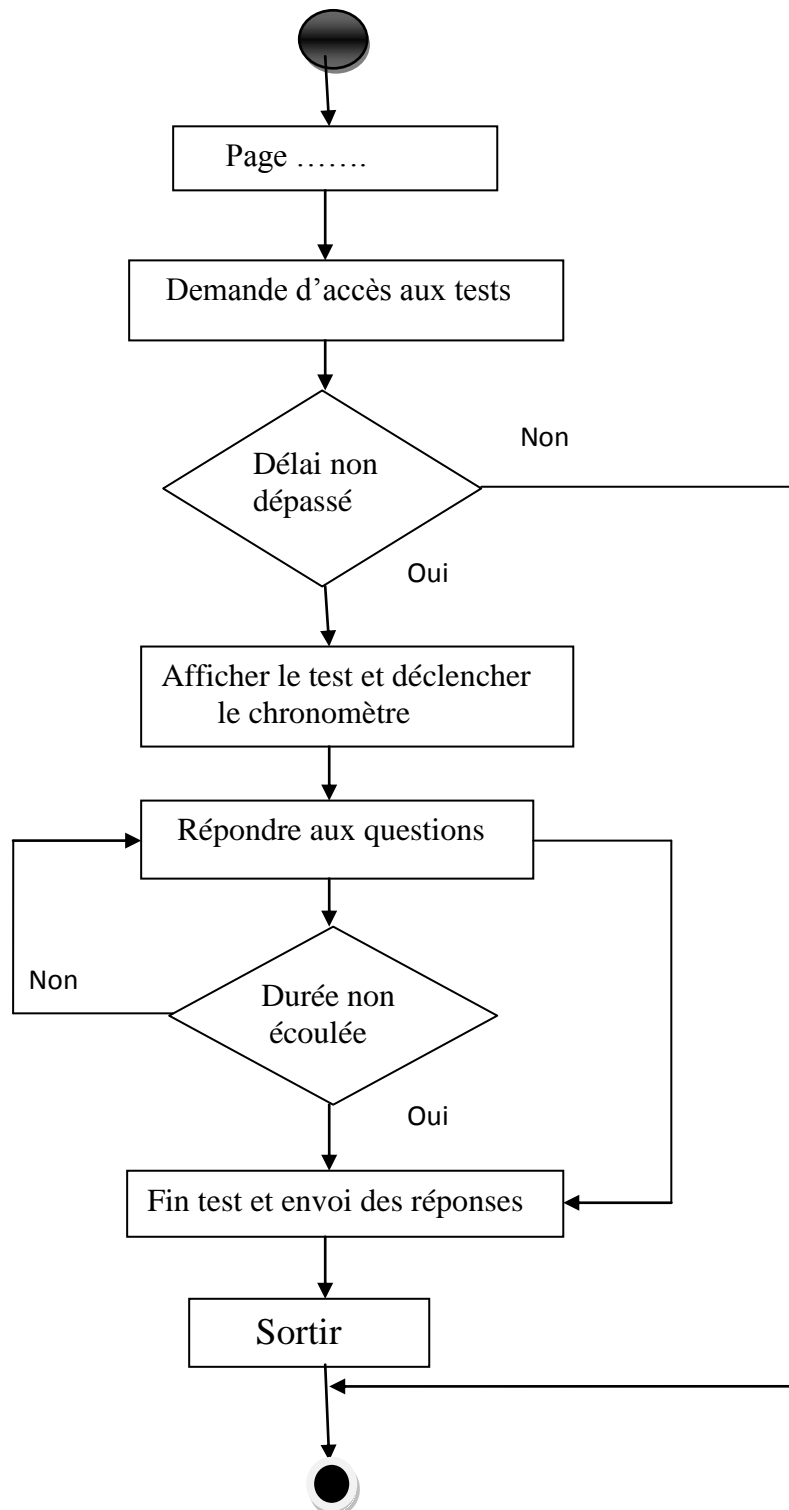 Page …….
Demande d’accès aux tests
Non
Délai non
dépassé
Oui
Afficher le test et déclencher
le chronomètre
Répondre aux questions
Non
Durée non
écoulée
Oui
Fin test et envoi des réponses
Sortir